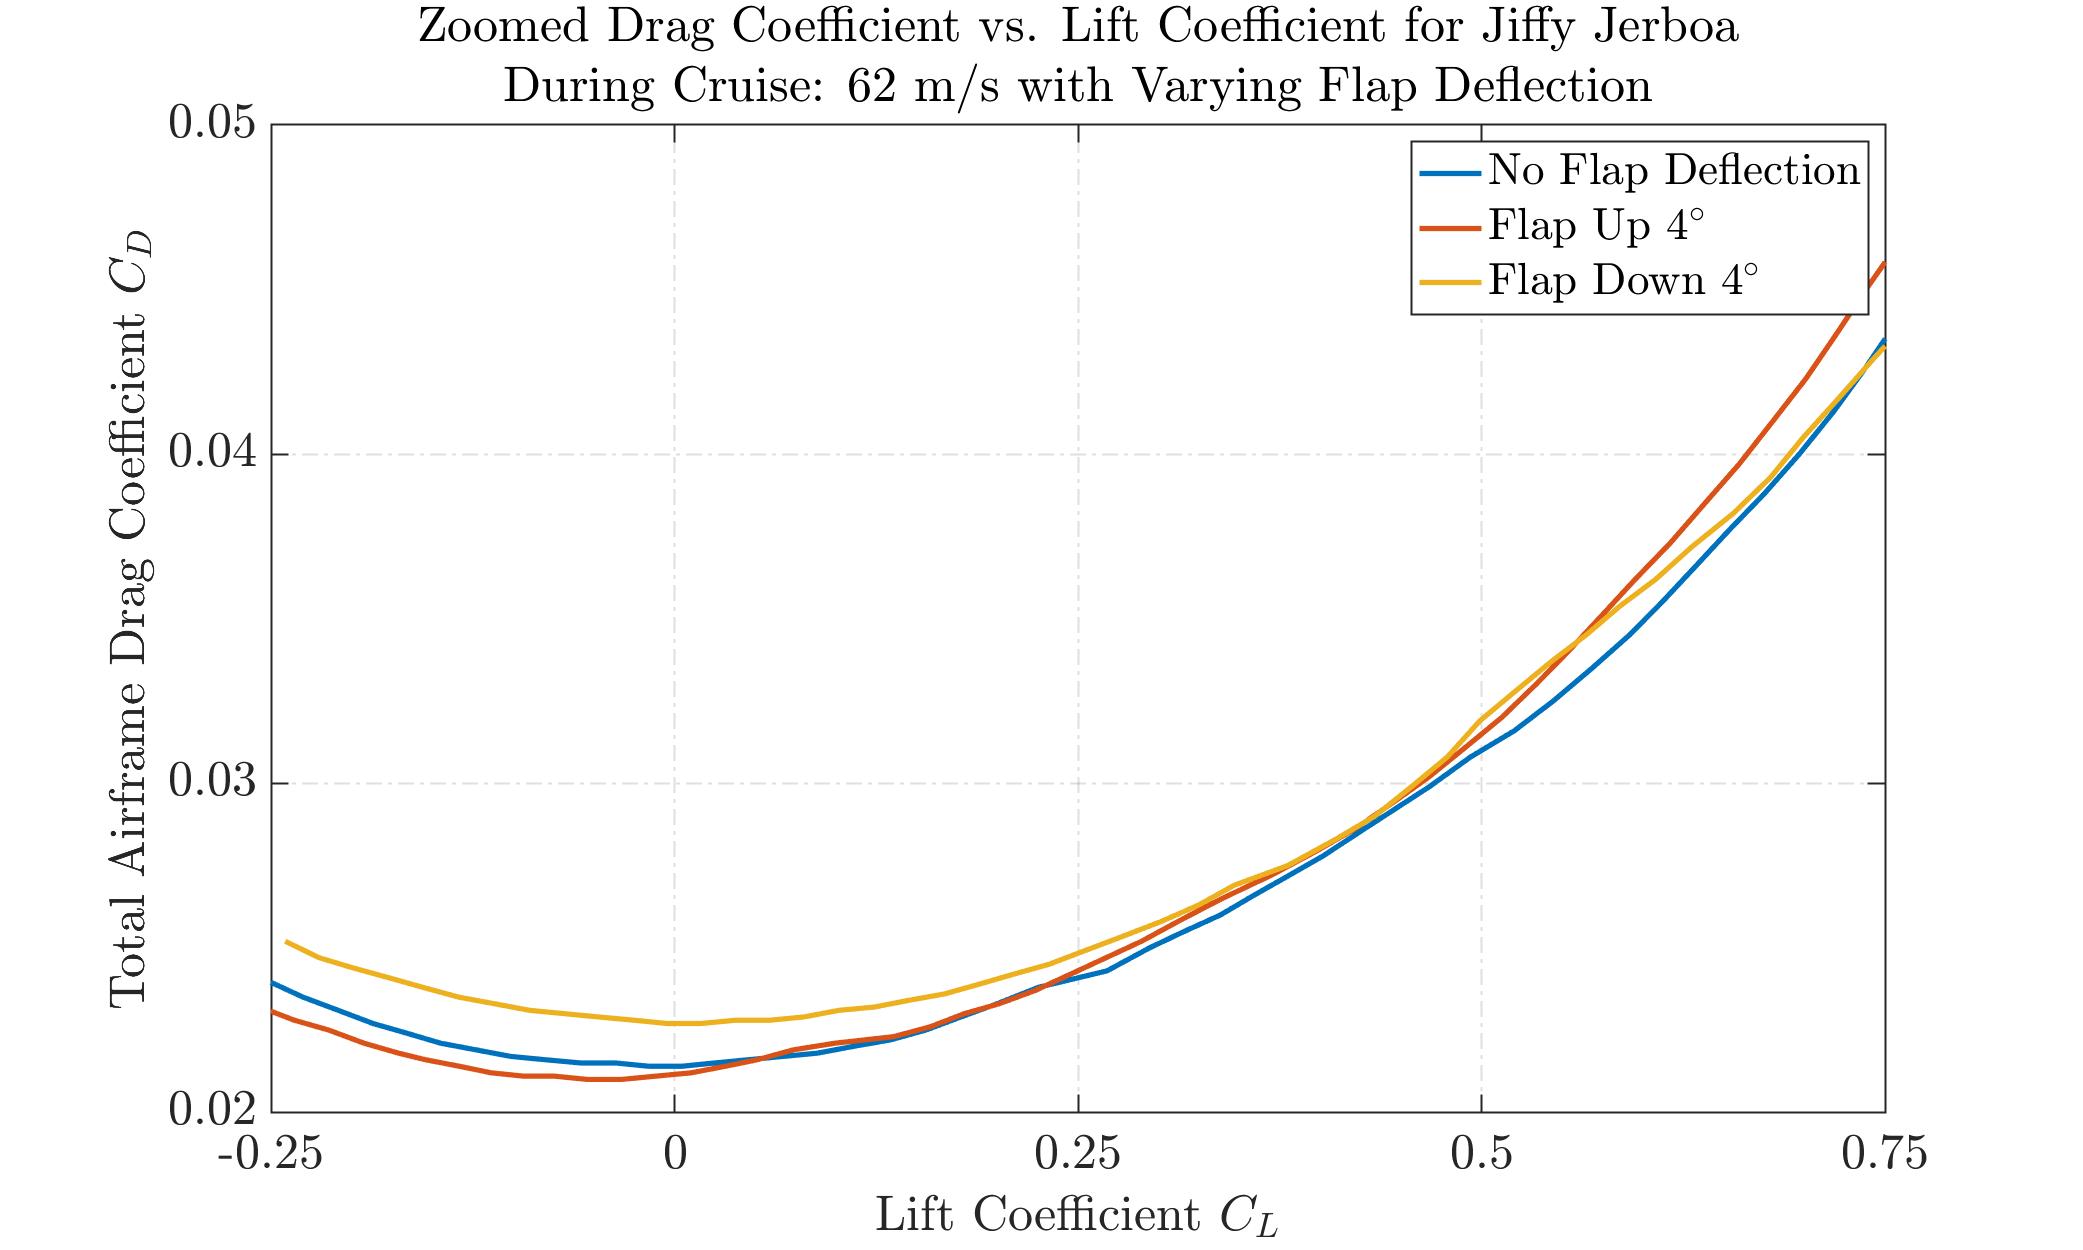 Zoomed Drag Coefficient vs. Lift Coefficient for Jiffy Jerboa
During Cruise: 62 m/s with Varying Flap Deflection
No Flap Deflection
Flap Up 4°
Flap Down 4°
Total Airframe Drag Coefficient C_D
0.05
0.04
0.03
0.02
-0.25
0
0.25
0.5
0.75
Lift Coefficient C_L